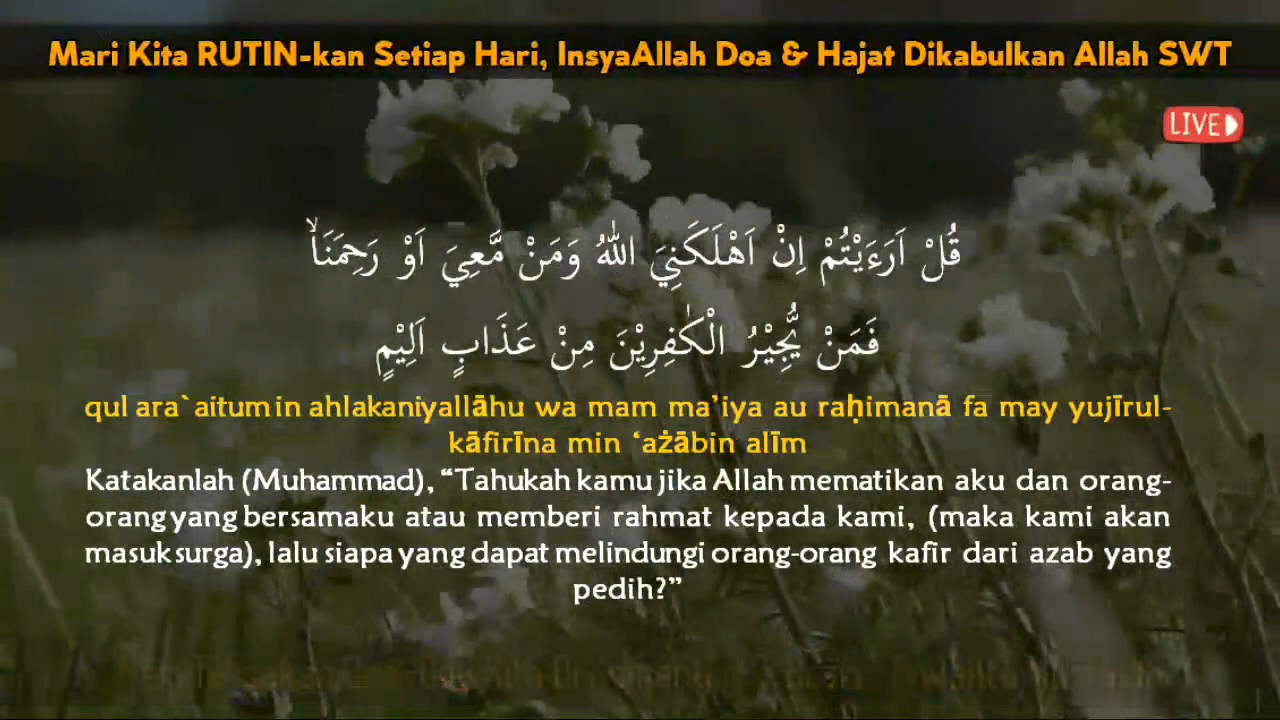 Mari Kita RUTIN-kan Setiap Hari, InsyaAllah Doa & Hajat Dikabulkan Allah SWT
LIVE
قُلْ اَرَءَيْتُمْ اِنْ اَهْلَكَنِيَ اللّٰهُ وَمَنْ مَّعِيَ اَوْ رَحِمَنَاۙ
فَمَنْ يُّجِيْرُ الْكٰفِرِيْنَ مِنْ عَذَابٍ اَلِيْمٍ
qul ara`aitum in ahlakaniyallāhu wa mam ma’iya au raḥimanā fa may yujīrul-
kāfirīna min ‘ażābin alīm
Katakanlah (Muhammad), “Tahukah kamu jika Allah mematikan aku dan orang-
orang yang bersamaku atau memberi rahmat kepada kami, (maka kami akan
masuk surga), lalu siapa yang dapat melindungi orang-orang kafir dari azab yang
pedih?”